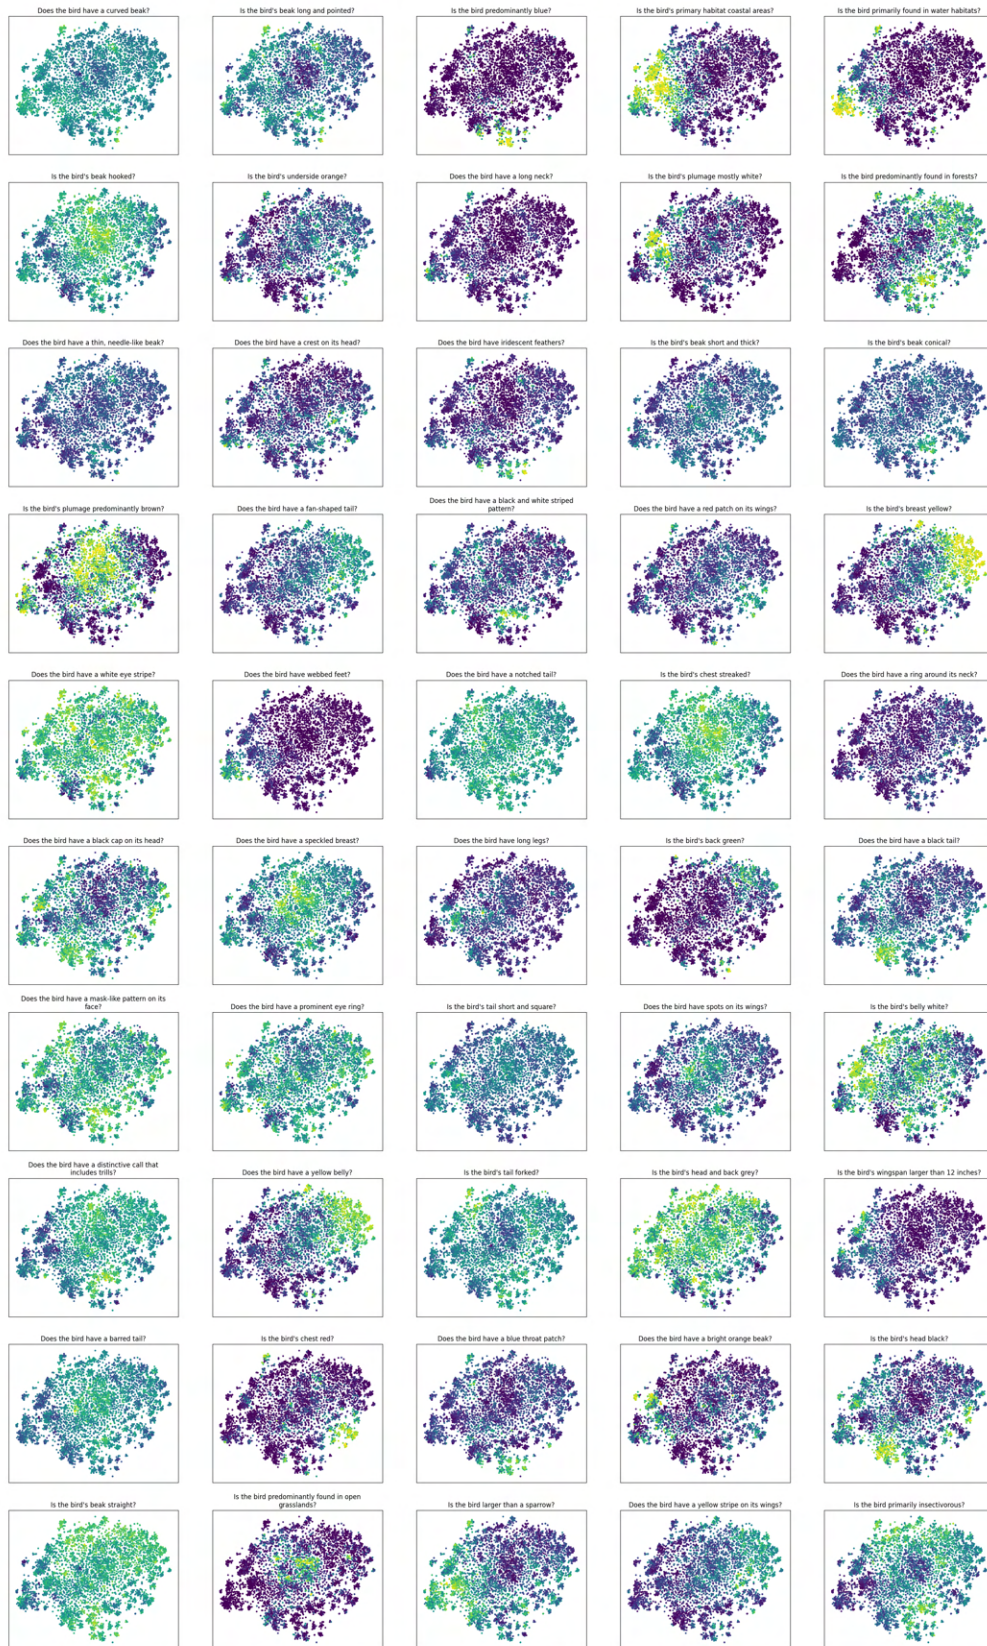 Does the bird have a curved beak?
Is the bird's beak long and pointed?
Is the bird predominantly blue?
Is the bird's primary habitat coastal areas?
Is the bird primarily found in water habitats?
Is the bird's beak hooked?
Is the bird's underside orange?
Does the bird have a long neck?
Is the bird's plumage mostly white?
Is the bird predominantly found in forests?
Does the bird have a thin, needle-like beak?
Does the bird have a crest on its head?
Does the bird have iridescent feathers?
Is the bird's beak short and thick?
Is the bird's beak conical?
Is the bird's plumage predominantly brown?
Does the bird have a fan-shaped tail?
Does the bird have a black and white striped
pattern?
Does the bird have a red patch on its wings?
Is the bird's breast yellow?
Does the bird have a white eye stripe?
Does the bird have webbed feet?
Does the bird have a notched tail?
Is the bird's chest streaked?
Does the bird have a ring around its neck?
Does the bird have a black cap on its head?
Does the bird have a speckled breast?
Does the bird have long legs?
Is the bird's back green?
Does the bird have a black tail?
Does the bird have a mask-like pattern on its
face?
Does the bird have a prominent eye ring?
Is the bird's tail short and square?
Does the bird have spots on its wings?
Is the bird's belly white?
Does the bird have a distinctive call that
includes trills?
Does the bird have a yellow belly?
Is the bird's tail forked?
Is the bird's head and back grey?
Is the bird's wingspan larger than 12 inches?
Does the bird have a barred tail?
Is the bird's chest red?
Does the bird have a blue throat patch?
Does the bird have a bright orange beak?
Is the bird's head black?
Is the bird's beak straight?
Is the bird predominantly found in open
grasslands?
Is the bird larger than a sparrow?
Does the bird have a yellow stripe on its wings?
Is the bird primarily insectivorous?